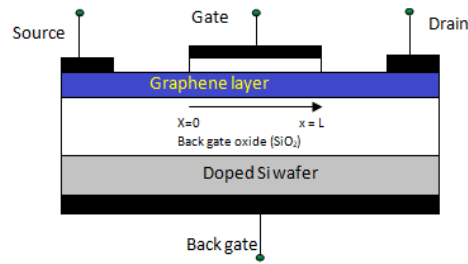 Gate
Source
Drain
Graphene layer
X=0
x = L
Back gate oxide (SiO₂)
Doped Si wafer
Back gate